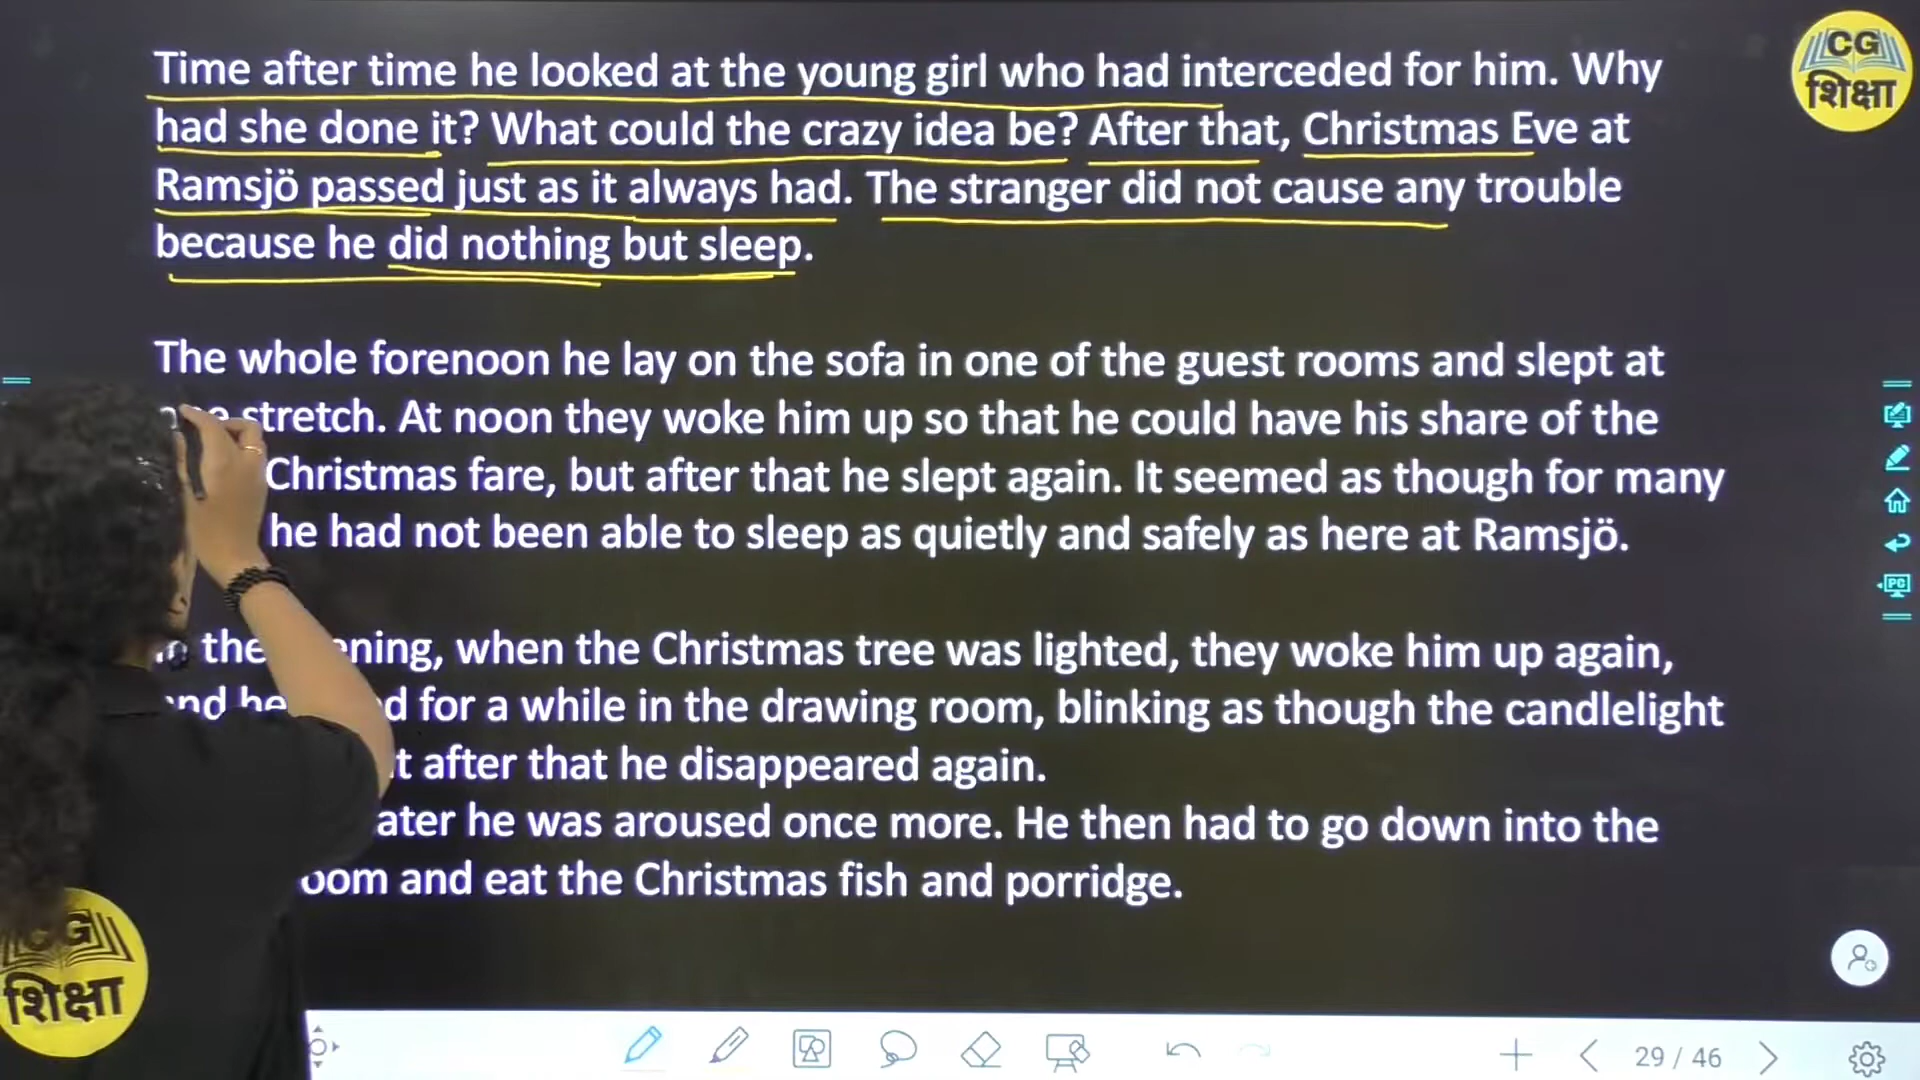 Time after time he looked at the young girl who had interceded for him. Why
had she done it? What could the crazy idea be? After that, Christmas Eve at
Ramsjö passed just as it always had. The stranger did not cause any trouble
because he did nothing but sleep.
The whole forenoon he lay on the sofa in one of the guest rooms and slept at
stretch. At noon they woke him up so that he could have his share of the
Christmas fare, but after that he slept again. It seemed as though for many
he had not been able to sleep as quietly and safely as here at Ramsjö.
the when the Christmas tree was lighted, they woke him up again,
for a while in the drawing room, blinking as though the candlelight
after that he disappeared again.
he was aroused once more. He then had to go down into the
and eat the Christmas fish and porridge.
CG
शिक्षा
CG
शिक्षा
PC
29 / 46